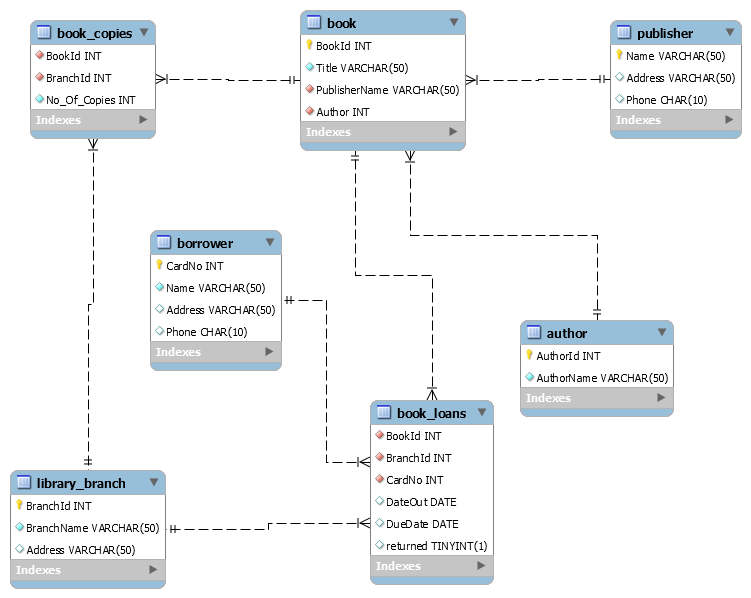 book_copies
BookId INT
BranchId INT
No_Of_Copies INT
Indexes
book
BookId INT
Title VARCHAR(50)
PublisherName VARCHAR(50)
Author INT
Indexes
publisher
Name VARCHAR(50)
Address VARCHAR(50)
Phone CHAR(10)
Indexes
borrower
CardNo INT
Name VARCHAR(50)
Address VARCHAR(50)
Phone CHAR(10)
Indexes
author
AuthorId INT
AuthorName VARCHAR(50)
Indexes
book_loans
BookId INT
BranchId INT
CardNo INT
DateOut DATE
DueDate DATE
returned TINYINT(1)
Indexes
library_branch
BranchId INT
BranchName VARCHAR(50)
Address VARCHAR(50)
Indexes